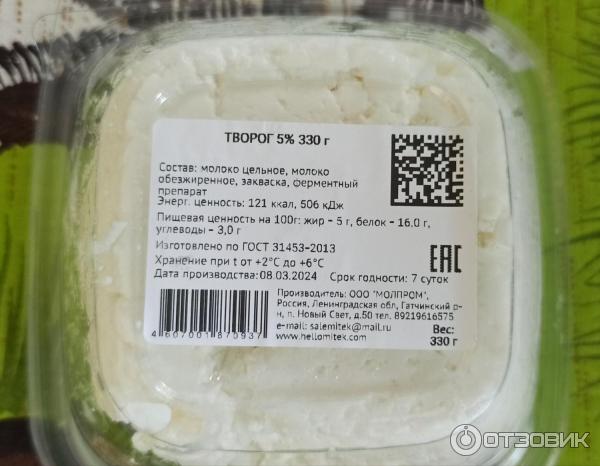 ТВОРОГ 5% 330 г
Состав: молоко цельное, молоко
обезжиренное, закваска, ферментный
препарат
Энерг. ценность: 121 ккал, 506 кДж
Пищевая ценность на 100г: жир - 5 г, белок - 16,0 г,
углеводы - 3,0 г
Изготовлено по ГОСТ 31453-2013
Хранение при t от +2°С до +6°С
EAC
Дата производства: 08.03.2024 Срок годности: 7 суток
Производитель: ООО "МОЛПРОМ",
Россия, Ленинградская обл, Гатчинский р-
н, п. Новый Свет, д.50 тел. 89219616575
e-mail: salemitek@mail.ru
www.hellomitek.com
Вес:
330 г
4607001870937
ОТЗОВИК